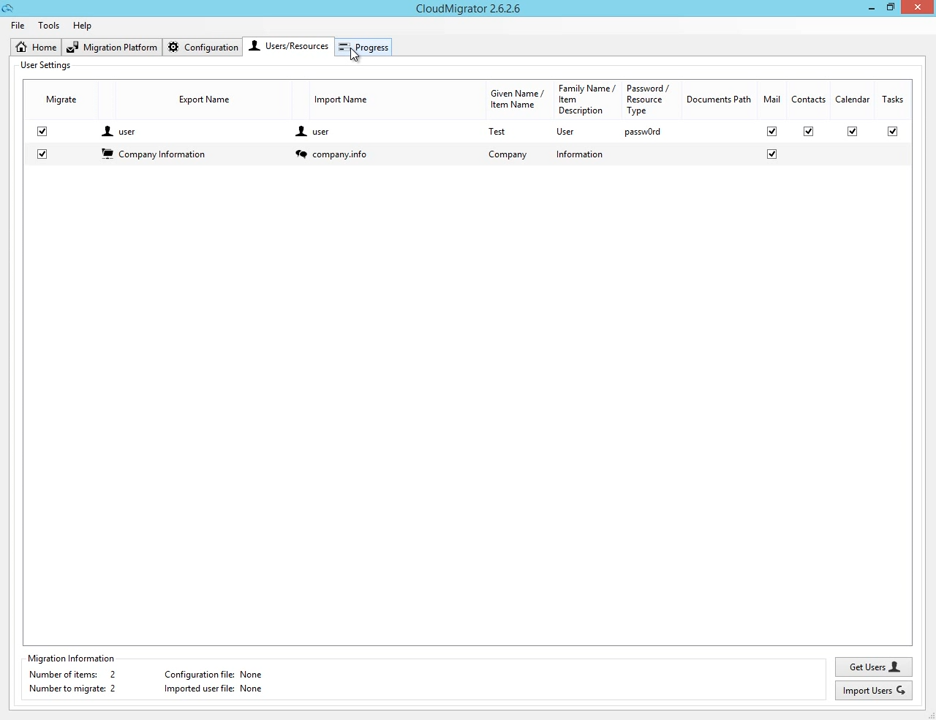 CloudMigrator 2.6.2.6
File Tools Help
Home Migration Platform Configuration Users/Resources Progress
User Settings
Migrate Export Name Import Name Given Name / Item Name Family Name / Item Description Password / Resource Type Documents Path Mail Contacts Calendar Tasks
user user Test User passw0rd
Company Information company.info Company Information
Migration Information
Number of items: 2 Configuration file: None
Number to migrate: 2 Imported user file: None
Get Users
Import Users